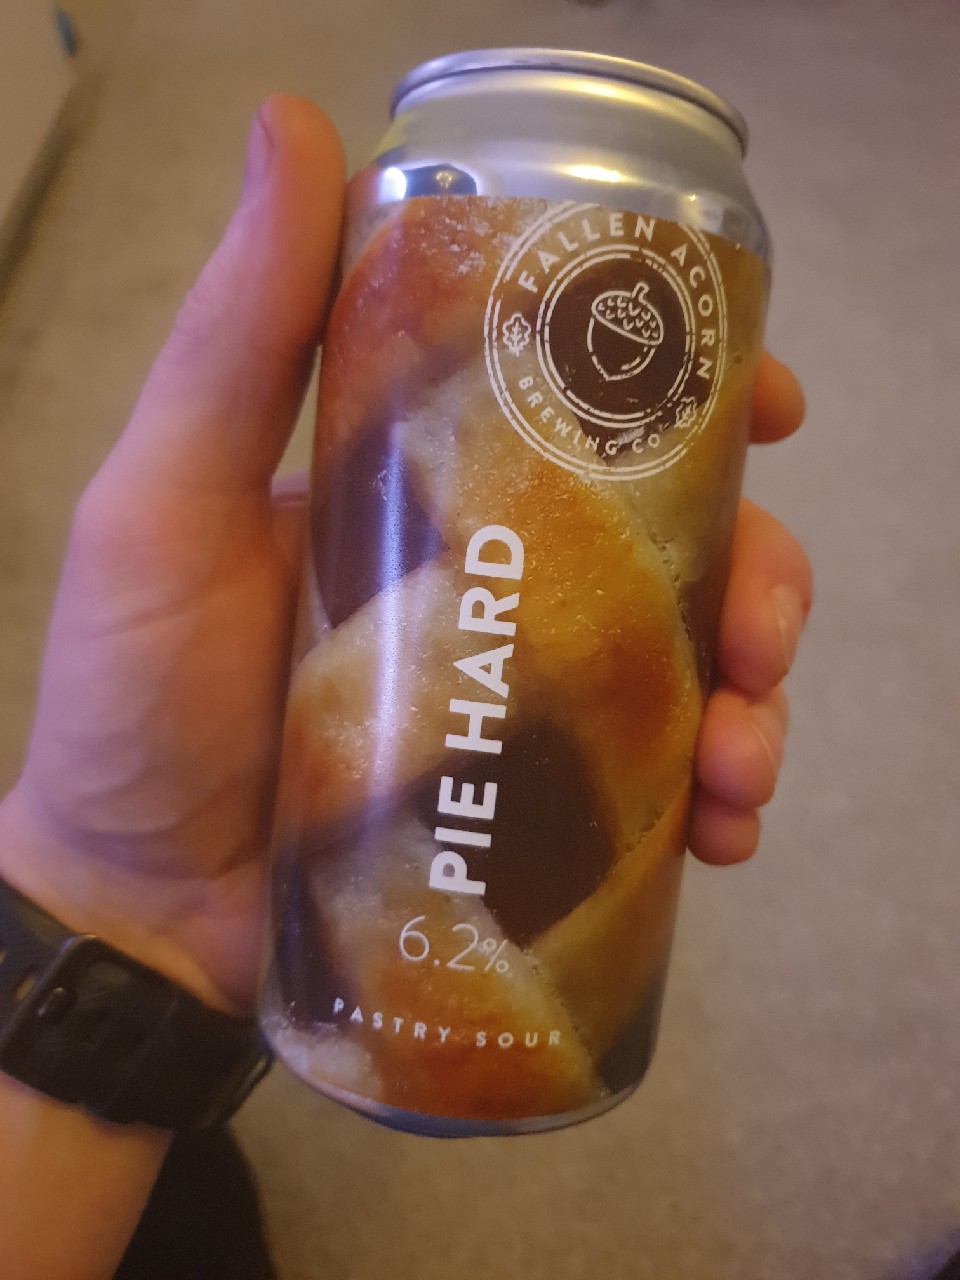 FALLEN ACORN
BREWING CO
PIE HARD
6.2%
PASTRY SOUR